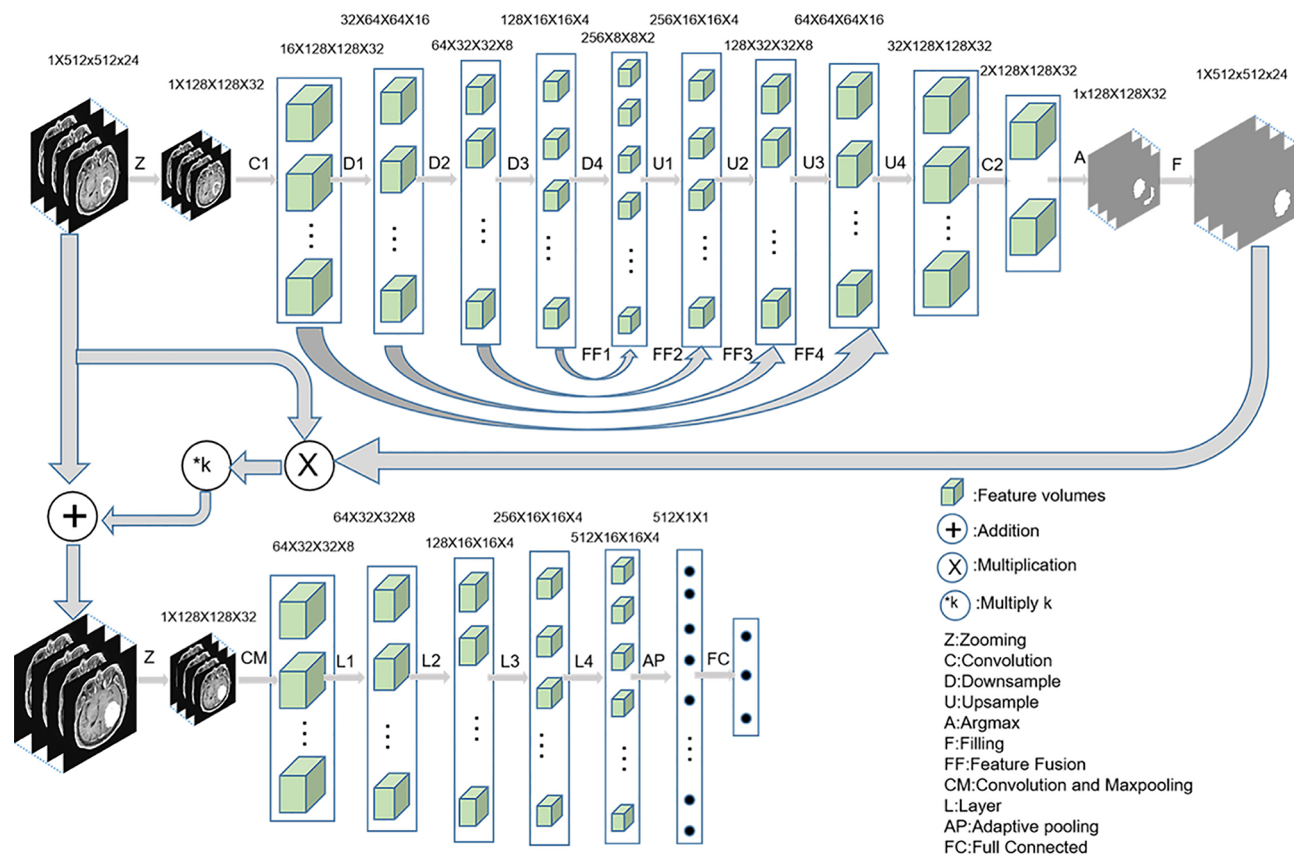 32X64X64X16
128X16X16X4
256X16X16X4
64X64X64X16
1X512x512x24
16X128X128X32
64X32X32X8
256X8X8X2
128X32X32X8
32X128X128X32
2X128X128X32
1X512x512x24
1X128X128X32
1x128X128X32
Z
C1
D1
D2
D3
D4
U1
U2
U3
U4
C2
A
F
FF1
FF2
FF3
FF4
*k
X
+
:Feature volumes
+ :Addition
X :Multiplication
*k :Multiply k
64X32X32X8
256X16X16X4
512X1X1
64X32X32X8
128X16X16X4
512X16X16X4
1X128X128X32
Z
CM
L1
L2
L3
L4
AP
FC
Z:Zooming
C:Convolution
D:Downsample
U:Upsample
A:Argmax
F:Filling
FF:Feature Fusion
CM:Convolution and Maxpooling
L:Layer
AP:Adaptive pooling
FC:Full Connected